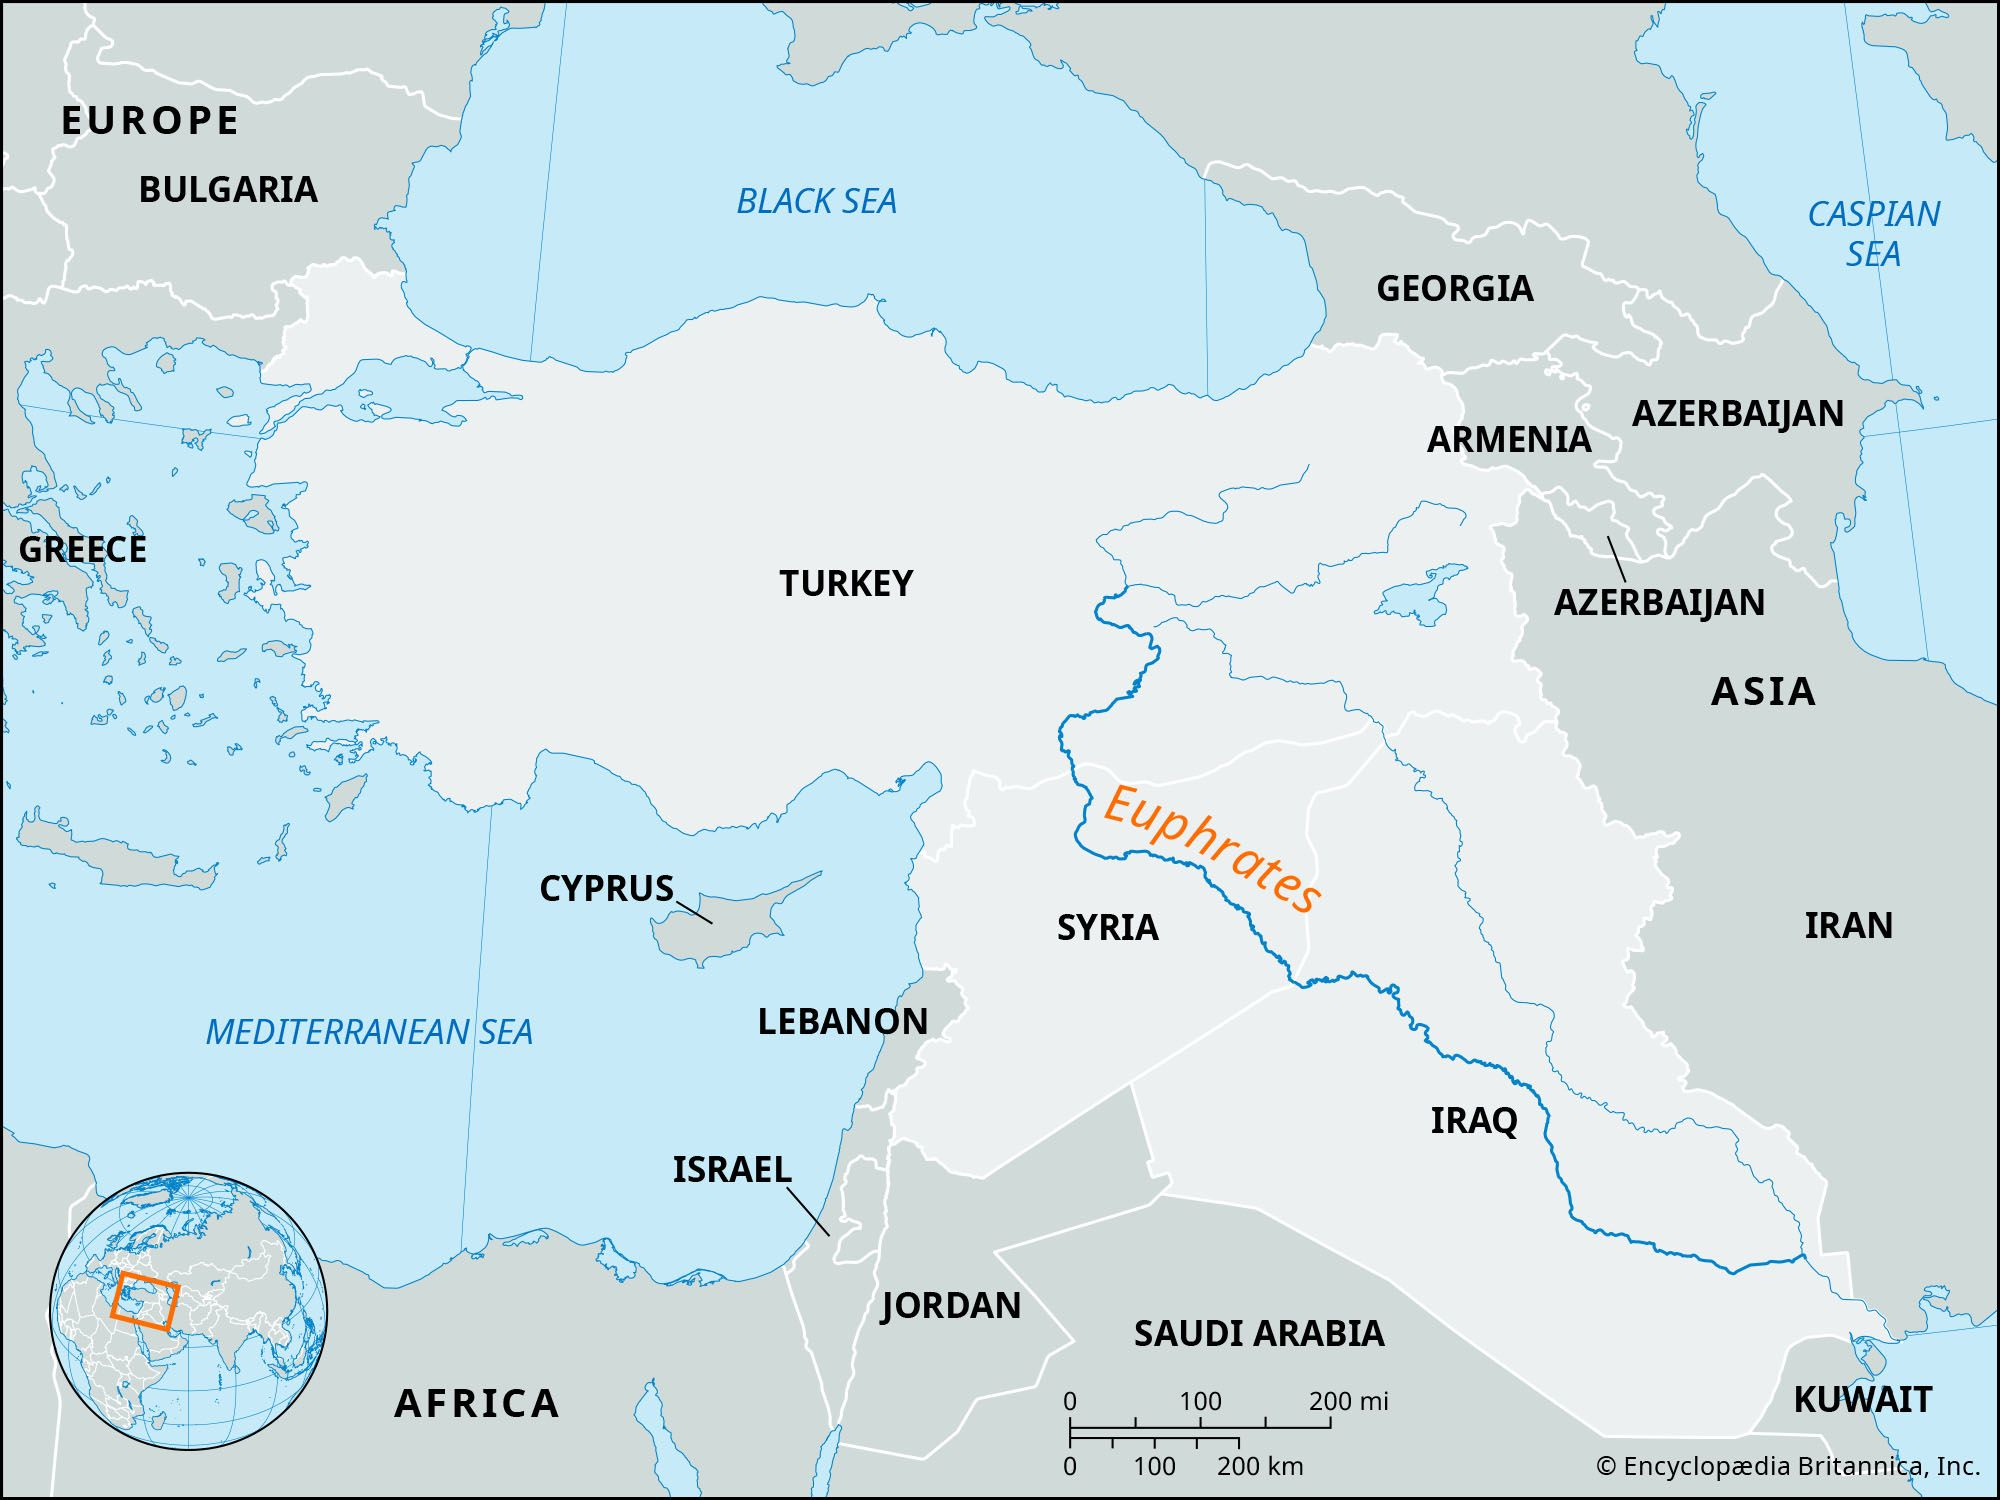 EUROPE
BULGARIA
BLACK SEA
CASPIAN
SEA
GEORGIA
AZERBAIJAN
ARMENIA
GREECE
TURKEY
AZERBAIJAN
ASIA
Euphrates
CYPRUS
SYRIA
IRAN
MEDITERRANEAN SEA
LEBANON
IRAQ
ISRAEL
JORDAN
SAUDI ARABIA
AFRICA
KUWAIT
0 100 200 mi
0 100 200 km
© Encyclopædia Britannica, Inc.